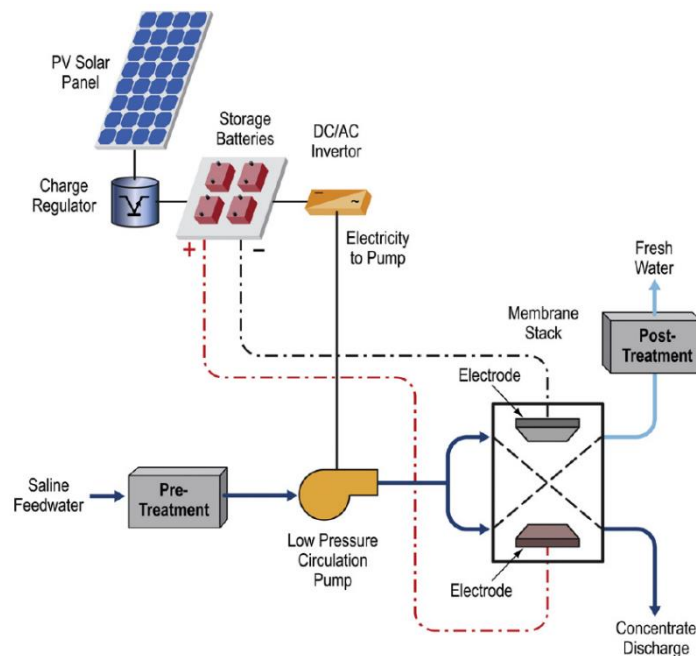 PV Solar
Panel
Storage
Batteries
DC/AC
Invertor
Charge
Regulator
+
−
−
~
Electricity
to Pump
Fresh
Water
Membrane
Stack
Post-
Treatment
Electrode
Saline
Feedwater
Pre-
Treatment
Low Pressure
Circulation
Pump
Electrode
Concentrate
Discharge